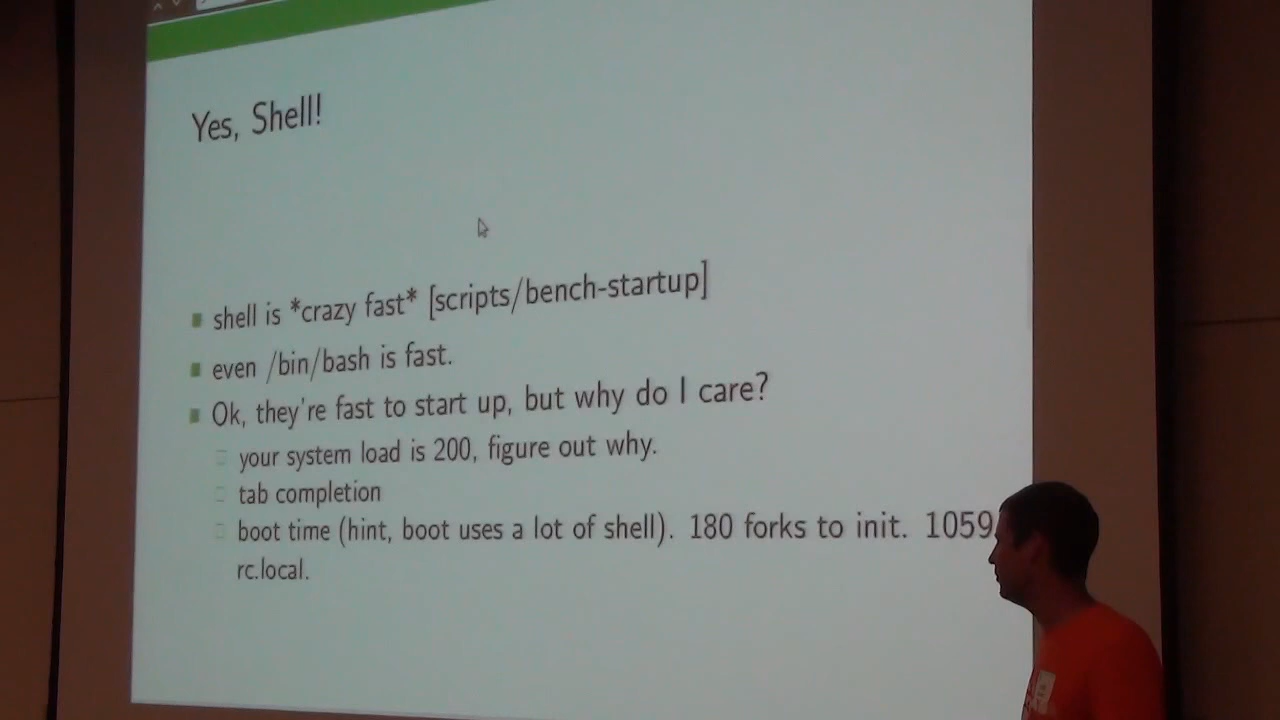 Yes, Shell!
shell is *crazy fast* [scripts/bench-startup]
even /bin/bash is fast.
Ok, they're fast to start up, but why do I care?
your system load is 200, figure out why.
tab completion
boot time (hint, boot uses a lot of shell). 180 forks to init. 1059
rc.local.